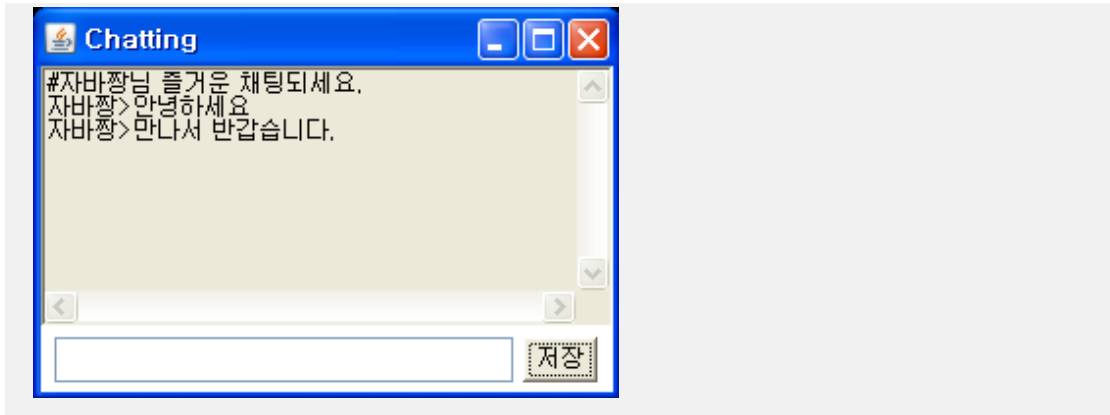 Chatting
#자바짱님 즐거운 채팅되세요.
자바짱>안녕하세요
자바짱>만나서 반갑습니다.
저장